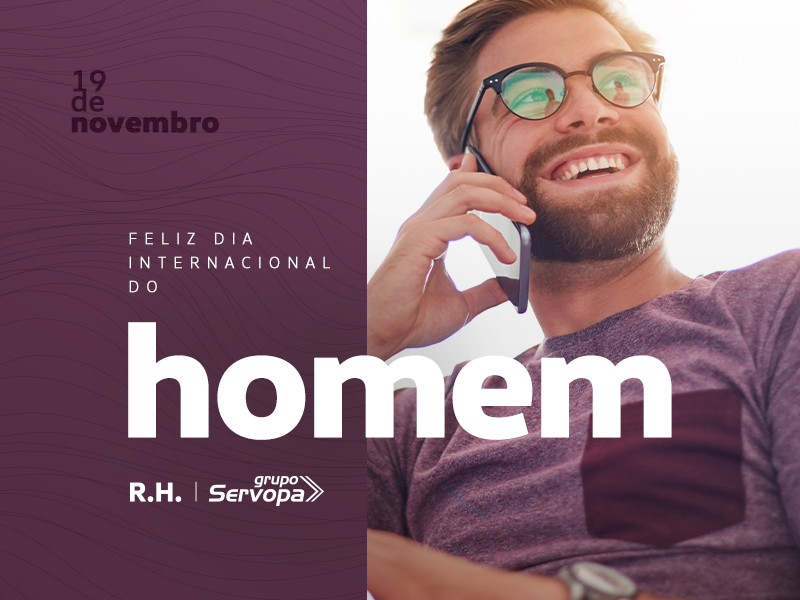 19
de
novembro
FELIZ DIA
INTERNACIONAL
DO
homem
R.H. | grupo
Servopa